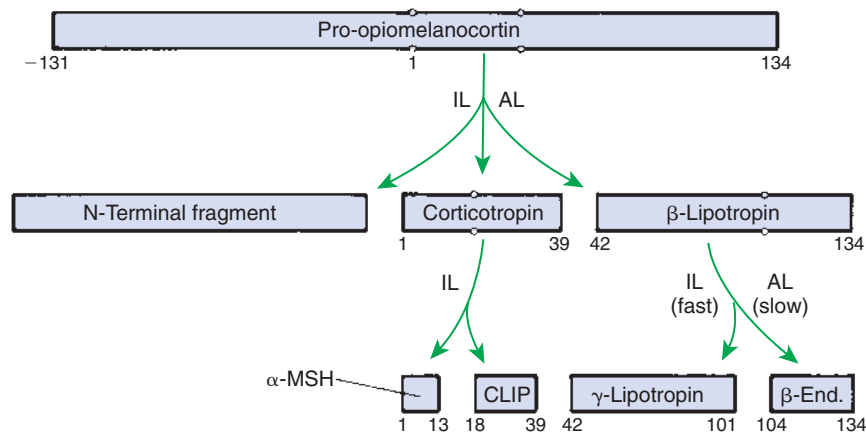 Pro-opiomelanocortin
−131 1 134
IL AL
N-Terminal fragment Corticotropin β-Lipotropin
1 39 42 134
IL IL (fast) AL (slow)
α-MSH CLIP γ-Lipotropin β-End.
1 13 18 39 42 101 104 134